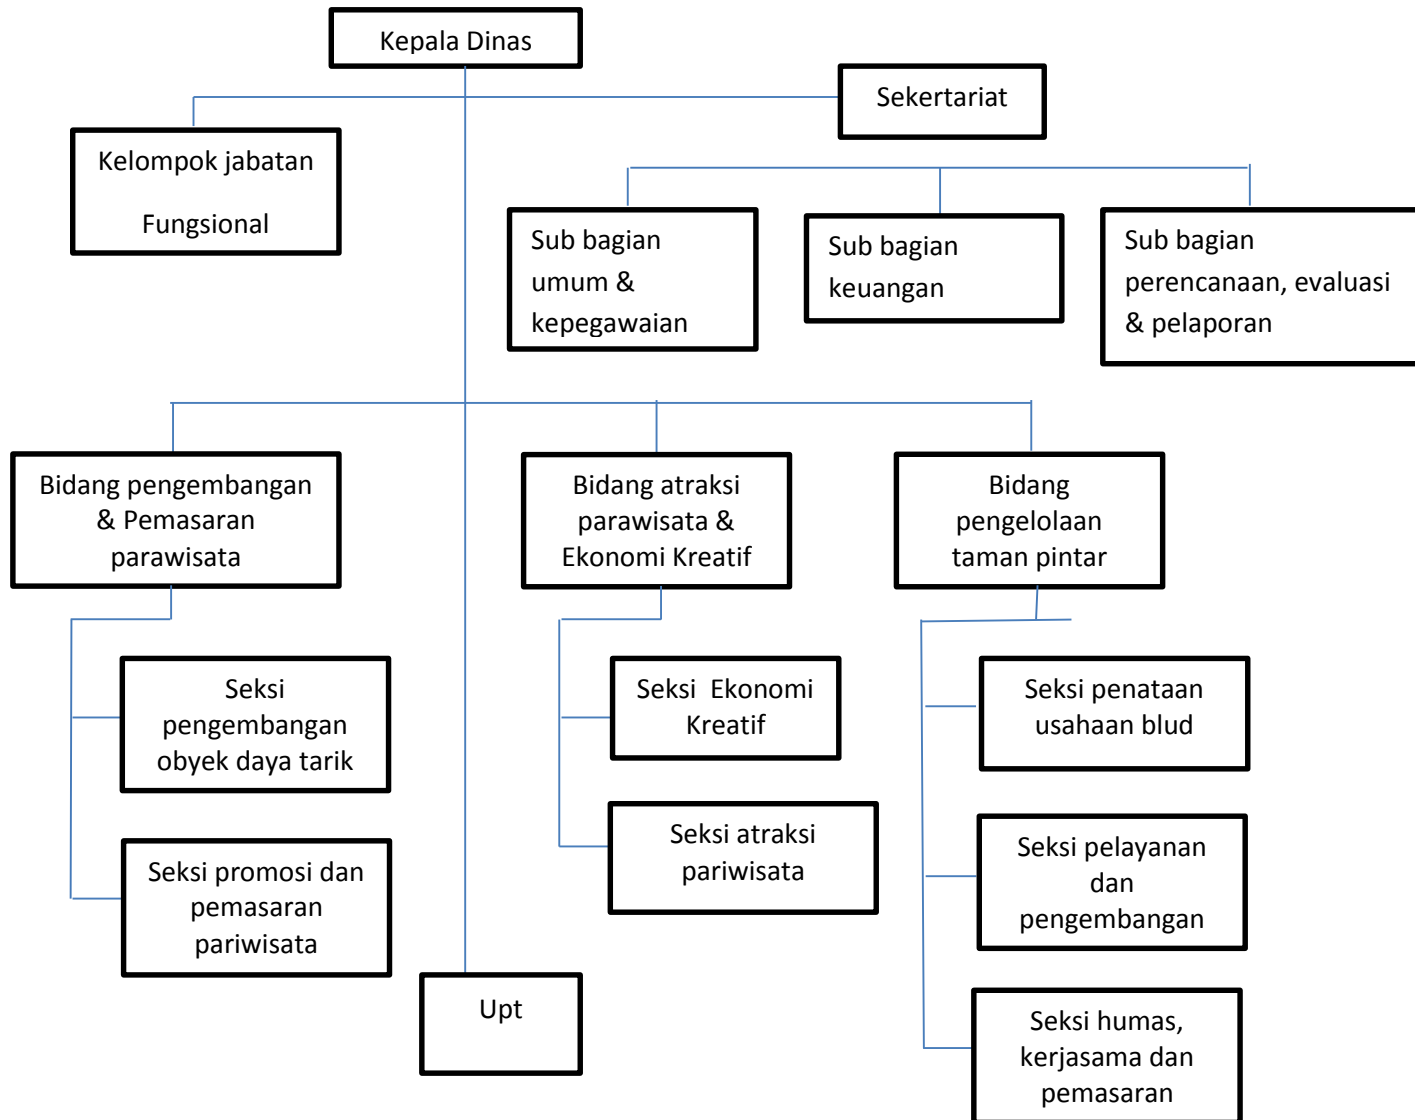 Kepala Dinas
Sekertariat
Kelompok jabatan
Fungsional
Sub bagian
umum &
kepegawaian
Sub bagian
keuangan
Sub bagian
perencanaan, evaluasi
& pelaporan
Bidang pengembangan
& Pemasaran
parawisata
Bidang atraksi
parawisata &
Ekonomi Kreatif
Bidang
pengelolaan
taman pintar
Seksi
pengembangan
obyek daya tarik
Seksi promosi dan
pemasaran
pariwisata
Seksi Ekonomi
Kreatif
Seksi atraksi
pariwisata
Seksi penataan
usahaan blud
Seksi pelayanan
dan
pengembangan
Seksi humas,
kerjasama dan
pemasaran
Upt